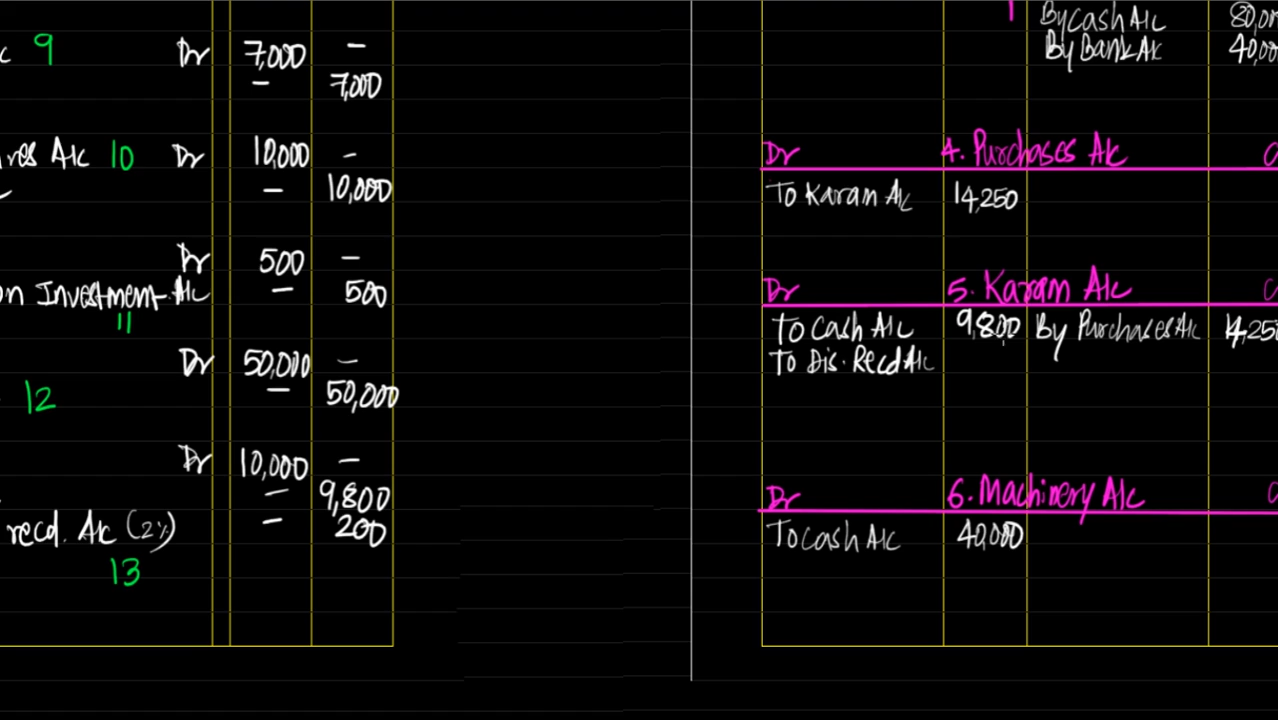 c 9 Dr 7,000 -
- 7,000
res A/c 10 Dr 10,000 -
- 10,000
Dr 500 -
on Investment A/c - 500
11
Dr 50,000 -
12 - 50,000
Dr 10,000 -
- 9,800
recd. A/c (2%) - 200
13
By Cash A/c 80,00
By Bank A/c 40,000
Dr 4. Purchases A/c C
To Karam A/c 14,250
Dr 5. Karam A/c C
To Cash A/c 9,800 By Purchases A/c 14,250
To Dis. Recd A/c
Dr 6. Machinery A/c C
To Cash A/c 40,000